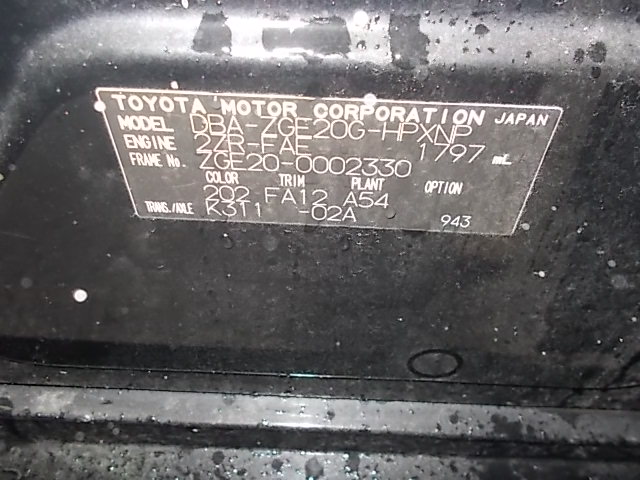 TOYOTA MOTOR CORPORATION JAPAN
MODEL DBA-ZGE20G-HPXNP
ENGINE 2ZR-FAE 1797 mL
FRAME No. ZGE20-0002330
COLOR TRIM PLANT OPTION
202 FA12 A54
TRANS./AXLE K311 -02A 943